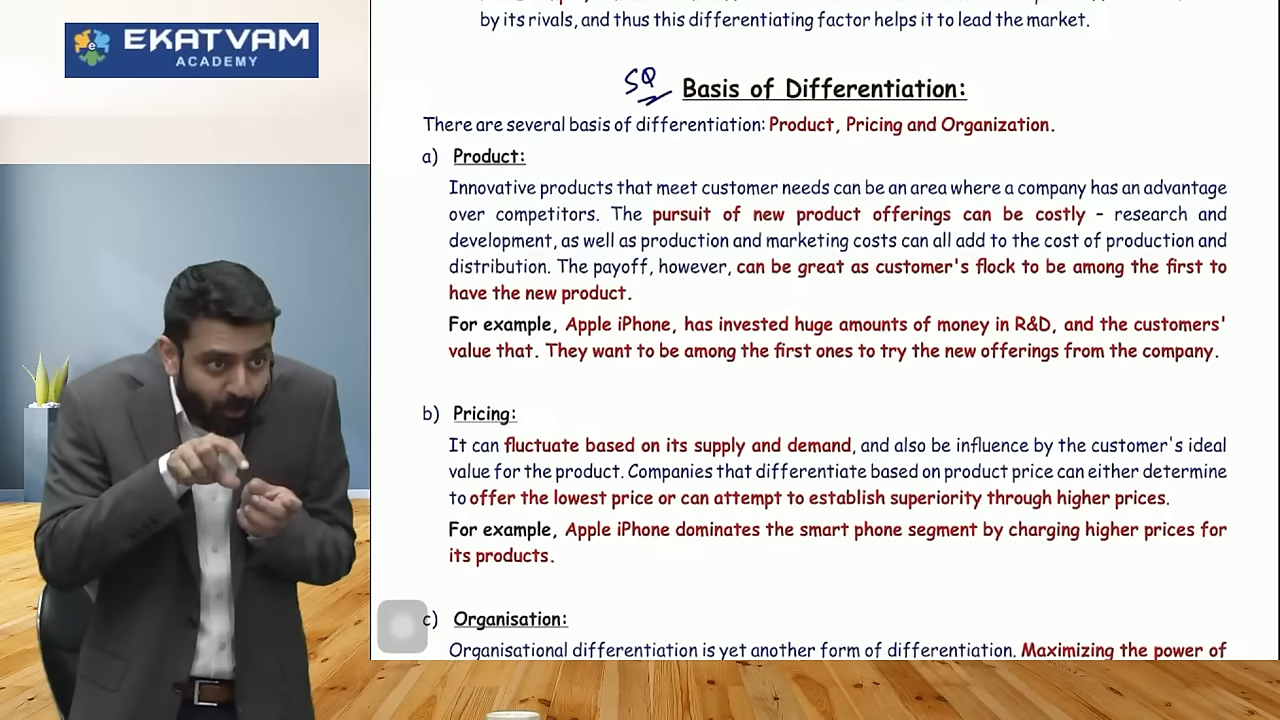 EKATVAM
ACADEMY
by its rivals, and thus this differentiating factor helps it to lead the market.
SQ Basis of Differentiation:
There are several basis of differentiation: Product, Pricing and Organization.
a) Product:
Innovative products that meet customer needs can be an area where a company has an advantage
over competitors. The pursuit of new product offerings can be costly – research and
development, as well as production and marketing costs can all add to the cost of production and
distribution. The payoff, however, can be great as customer's flock to be among the first to
have the new product.
For example, Apple iPhone, has invested huge amounts of money in R&D, and the customers'
value that. They want to be among the first ones to try the new offerings from the company.
b) Pricing:
It can fluctuate based on its supply and demand, and also be influence by the customer's ideal
value for the product. Companies that differentiate based on product price can either determine
to offer the lowest price or can attempt to establish superiority through higher prices.
For example, Apple iPhone dominates the smart phone segment by charging higher prices for
its products.
c) Organisation:
Organisational differentiation is yet another form of differentiation. Maximizing the power of